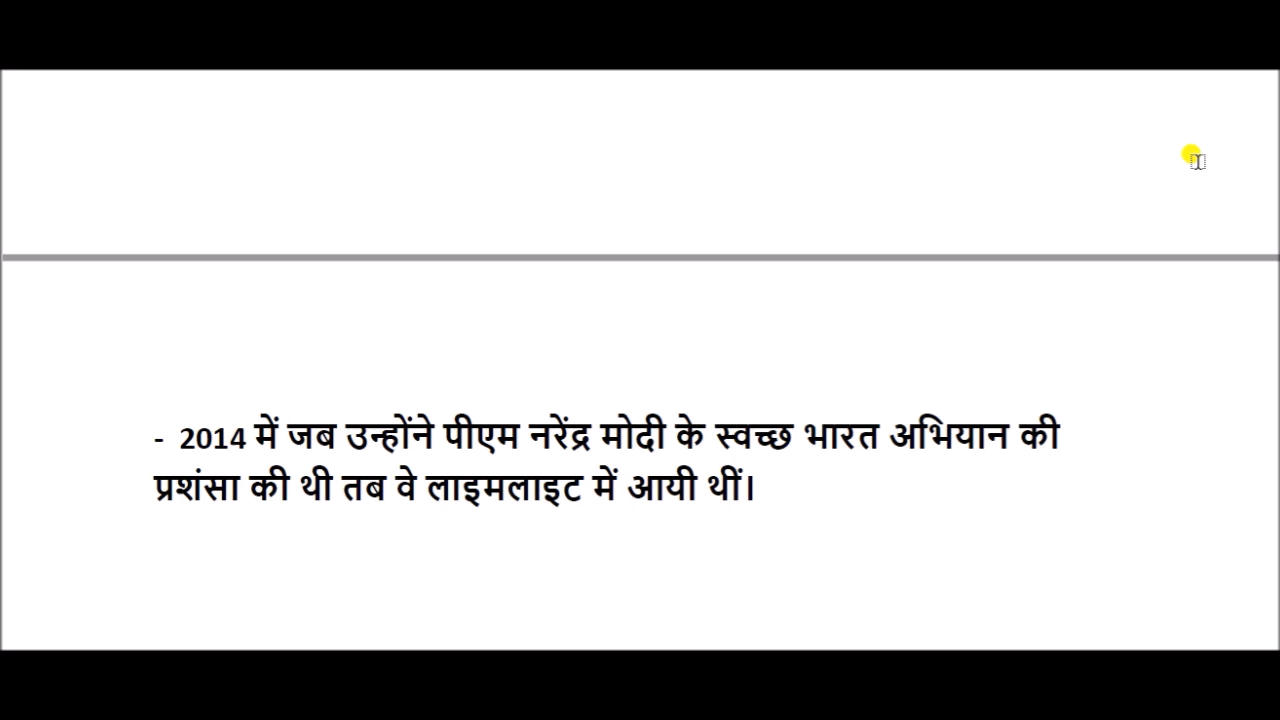 - 2014 में जब उन्होंने पीएम नरेंद्र मोदी के स्वच्छ भारत अभियान की
प्रशंसा की थी तब वे लाइमलाइट में आयी थीं।